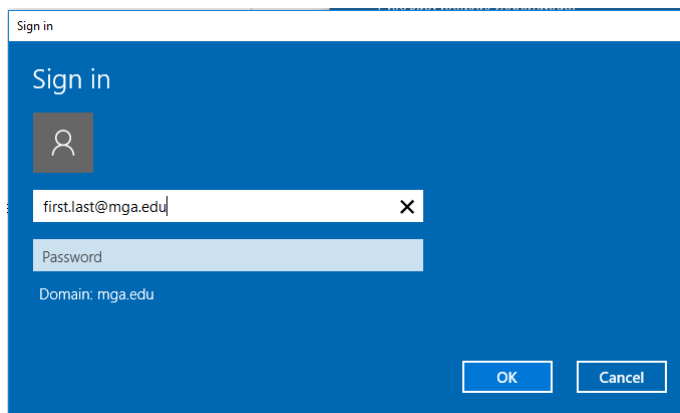 Sign in
Sign in
first.last@mga.edu
Password
Domain: mga.edu
OK
Cancel